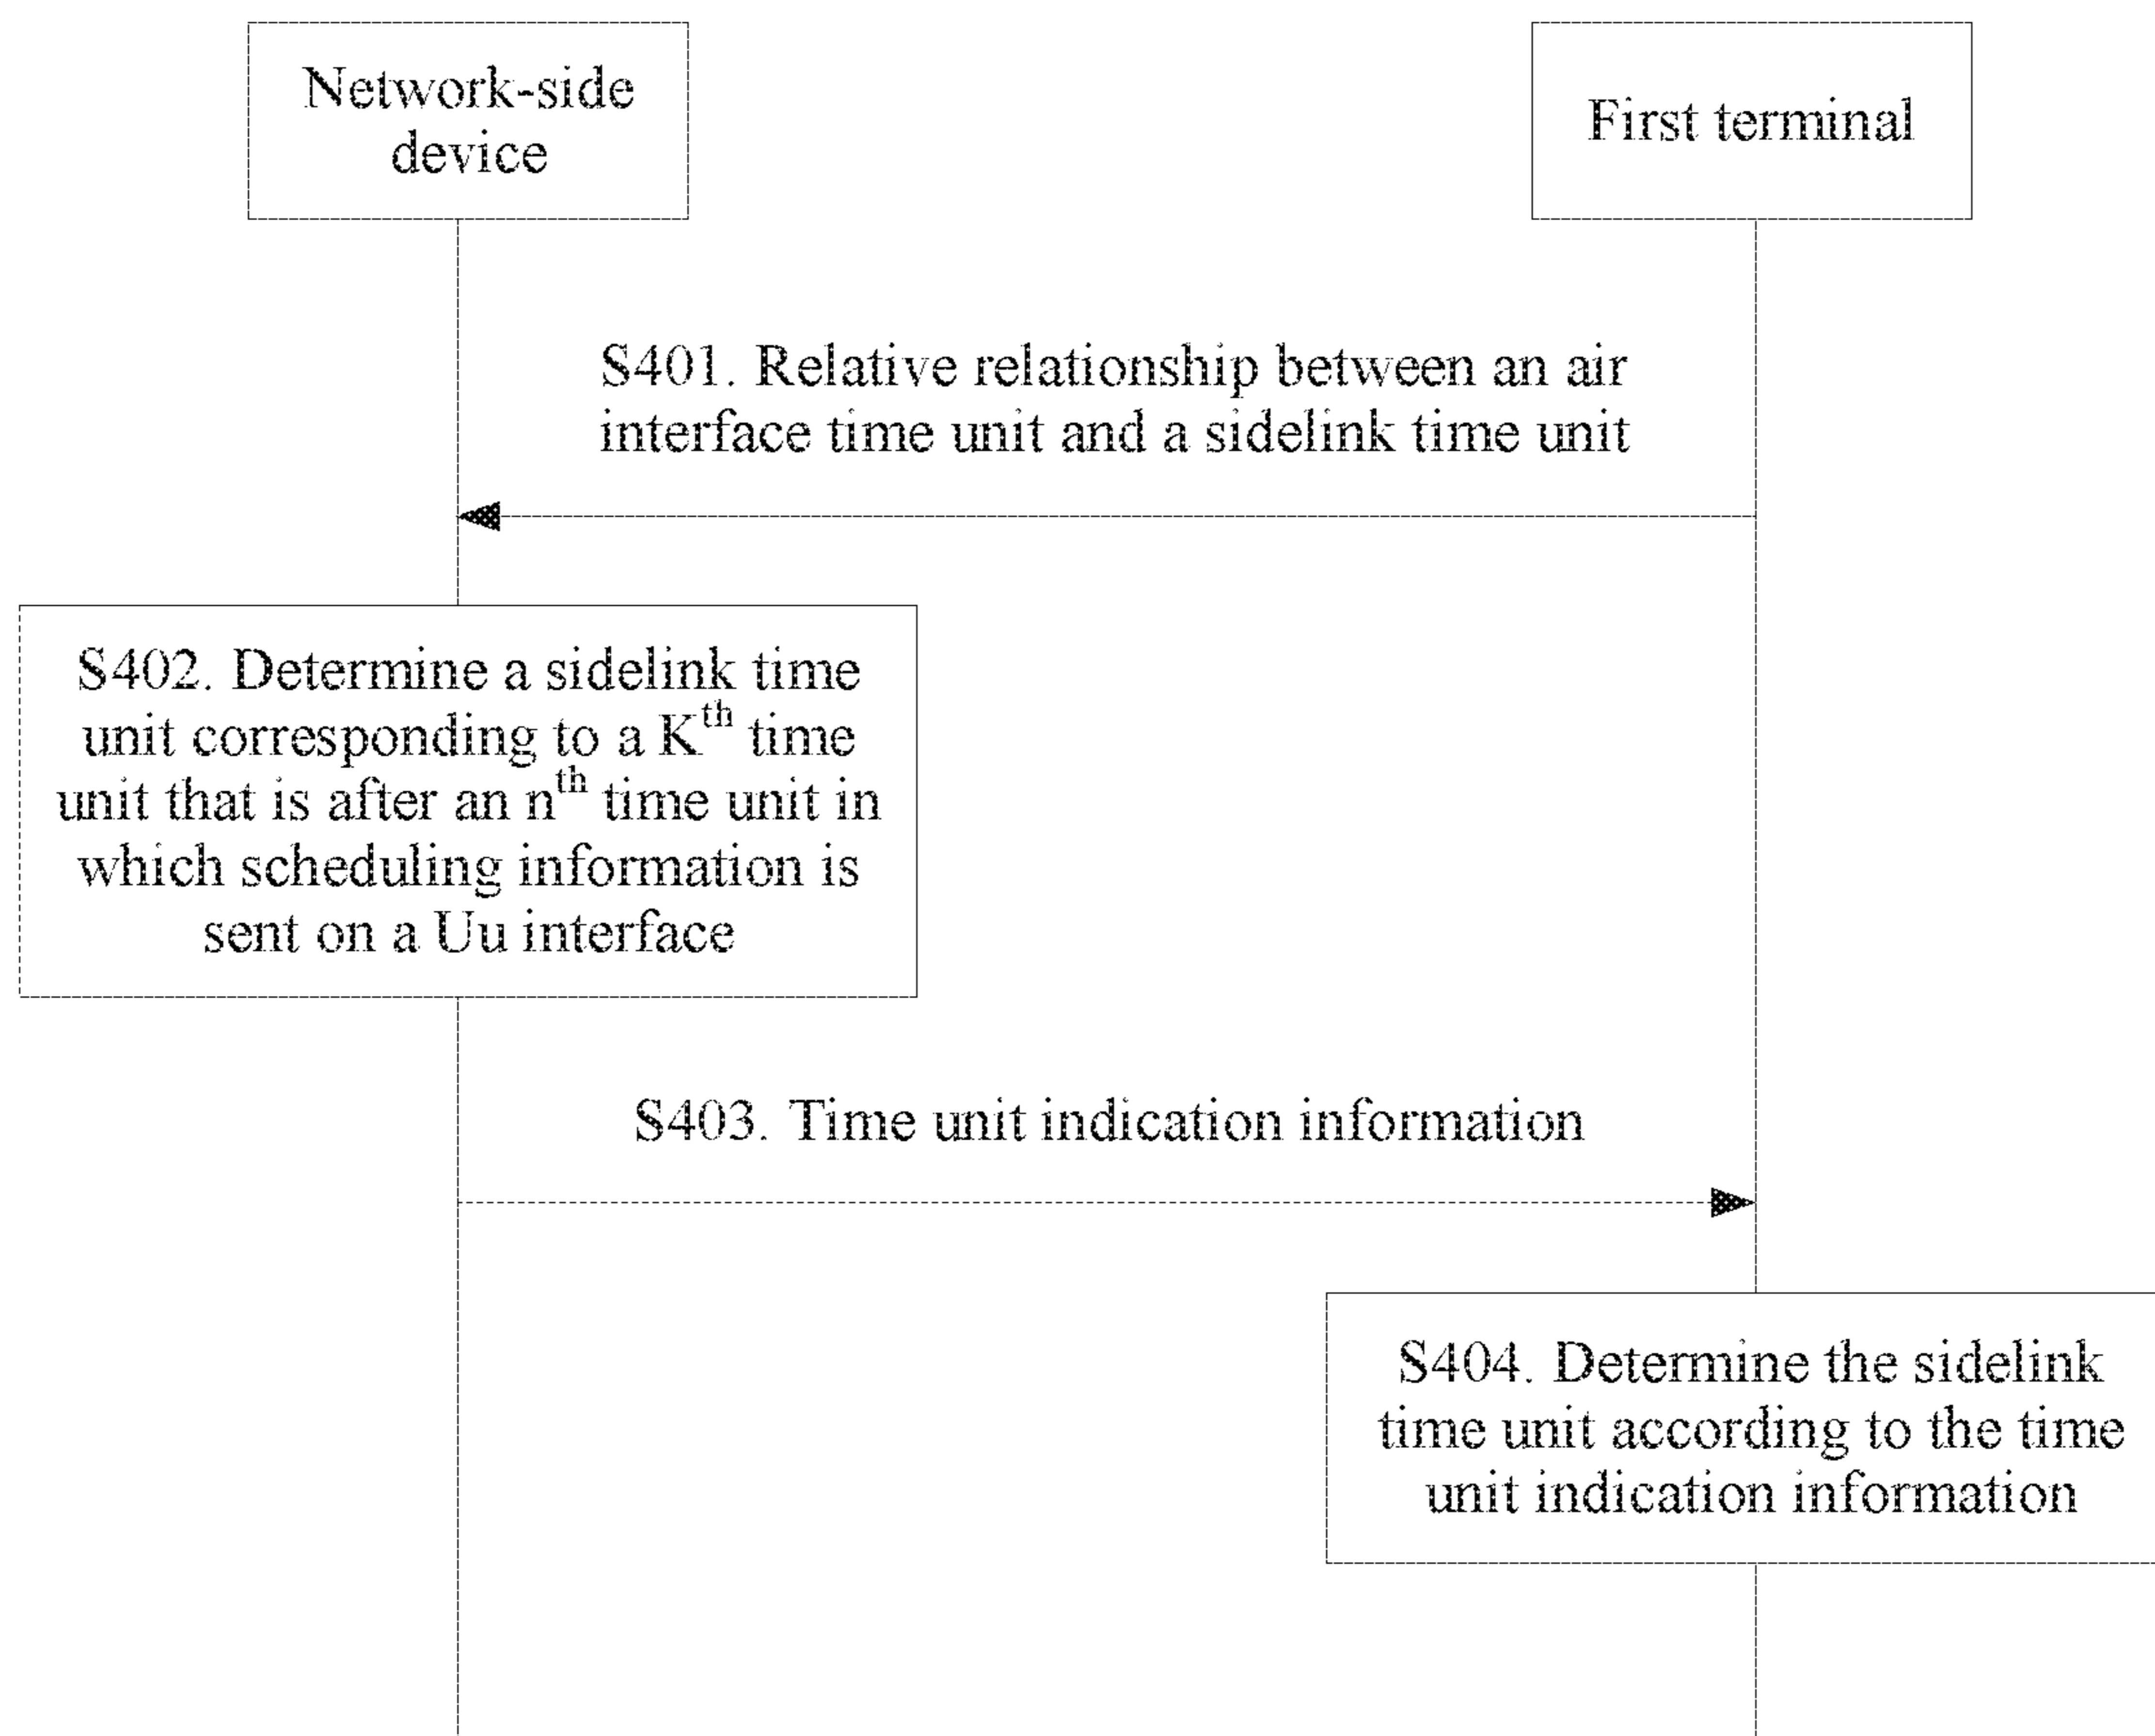 Network-side
device
First terminal
S401. Relative relationship between an air
interface time unit and a sidelink time unit
S402. Determine a sidelink time
unit corresponding to a Kth time
unit that is after an nth time unit in
which scheduling information is
sent on a Uu interface
S403. Time unit indication information
S404. Determine the sidelink
time unit according to the time
unit indication information